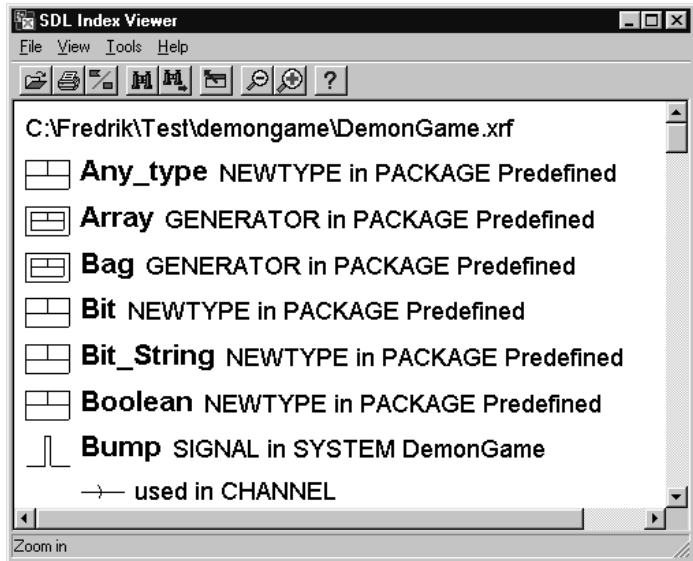 SDL Index Viewer
File View Tools Help
?
C:\Fredrik\Test\demongame\DemonGame.xrf
Any_type NEWTYPE in PACKAGE Predefined
Array GENERATOR in PACKAGE Predefined
Bag GENERATOR in PACKAGE Predefined
Bit NEWTYPE in PACKAGE Predefined
Bit_String NEWTYPE in PACKAGE Predefined
Boolean NEWTYPE in PACKAGE Predefined
Bump SIGNAL in SYSTEM DemonGame
used in CHANNEL
Zoom in